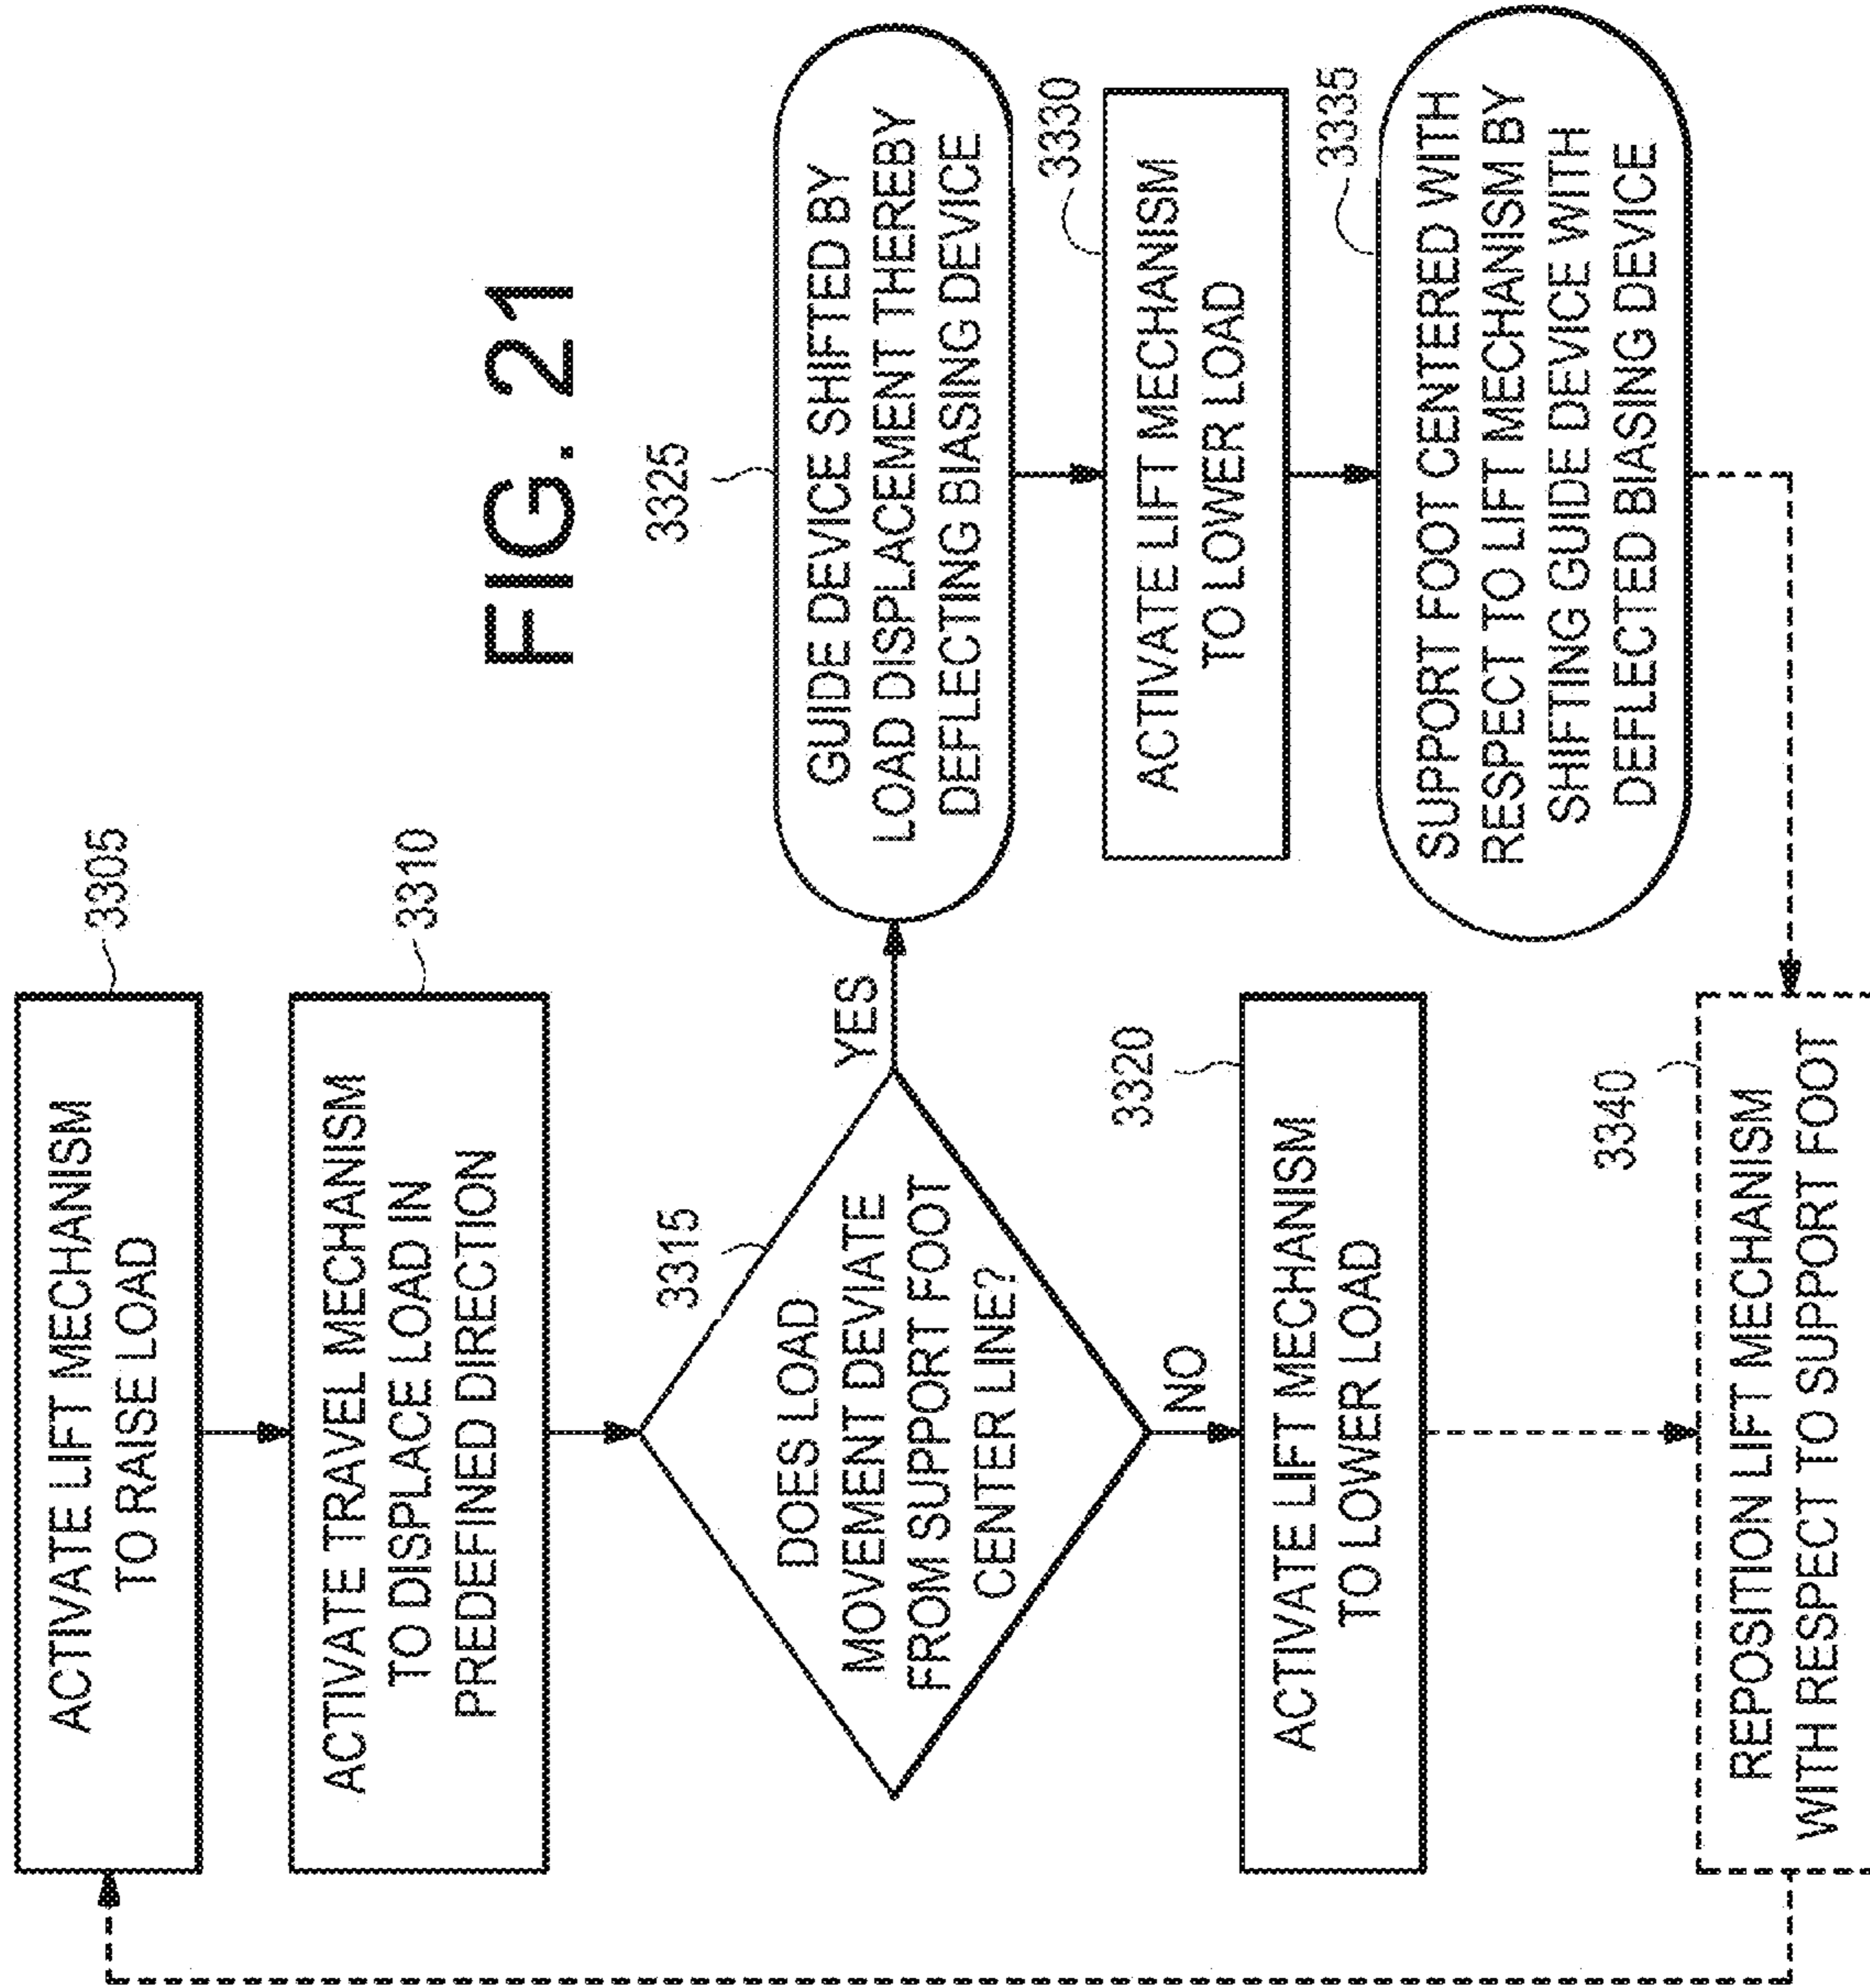 FIG. 21
3305
ACTIVATE LIFT MECHANISM
TO RAISE LOAD
3310
ACTIVATE TRAVEL MECHANISM
TO DISPLACE LOAD IN
PREDEFINED DIRECTION
3315
DOES LOAD
MOVEMENT DEVIATE
FROM SUPPORT FOOT
CENTER LINE?
YES
NO
3320
ACTIVATE LIFT MECHANISM
TO LOWER LOAD
3325
GUIDE DEVICE SHIFTED BY
LOAD DISPLACEMENT THEREBY
DEFLECTING BIASING DEVICE
3330
ACTIVATE LIFT MECHANISM
TO LOWER LOAD
3335
SUPPORT FOOT CENTERED WITH
RESPECT TO LIFT MECHANISM BY
SHIFTING GUIDE DEVICE WITH
DEFLECTED BIASING DEVICE
3340
REPOSITION LIFT MECHANISM
WITH RESPECT TO SUPPORT FOOT